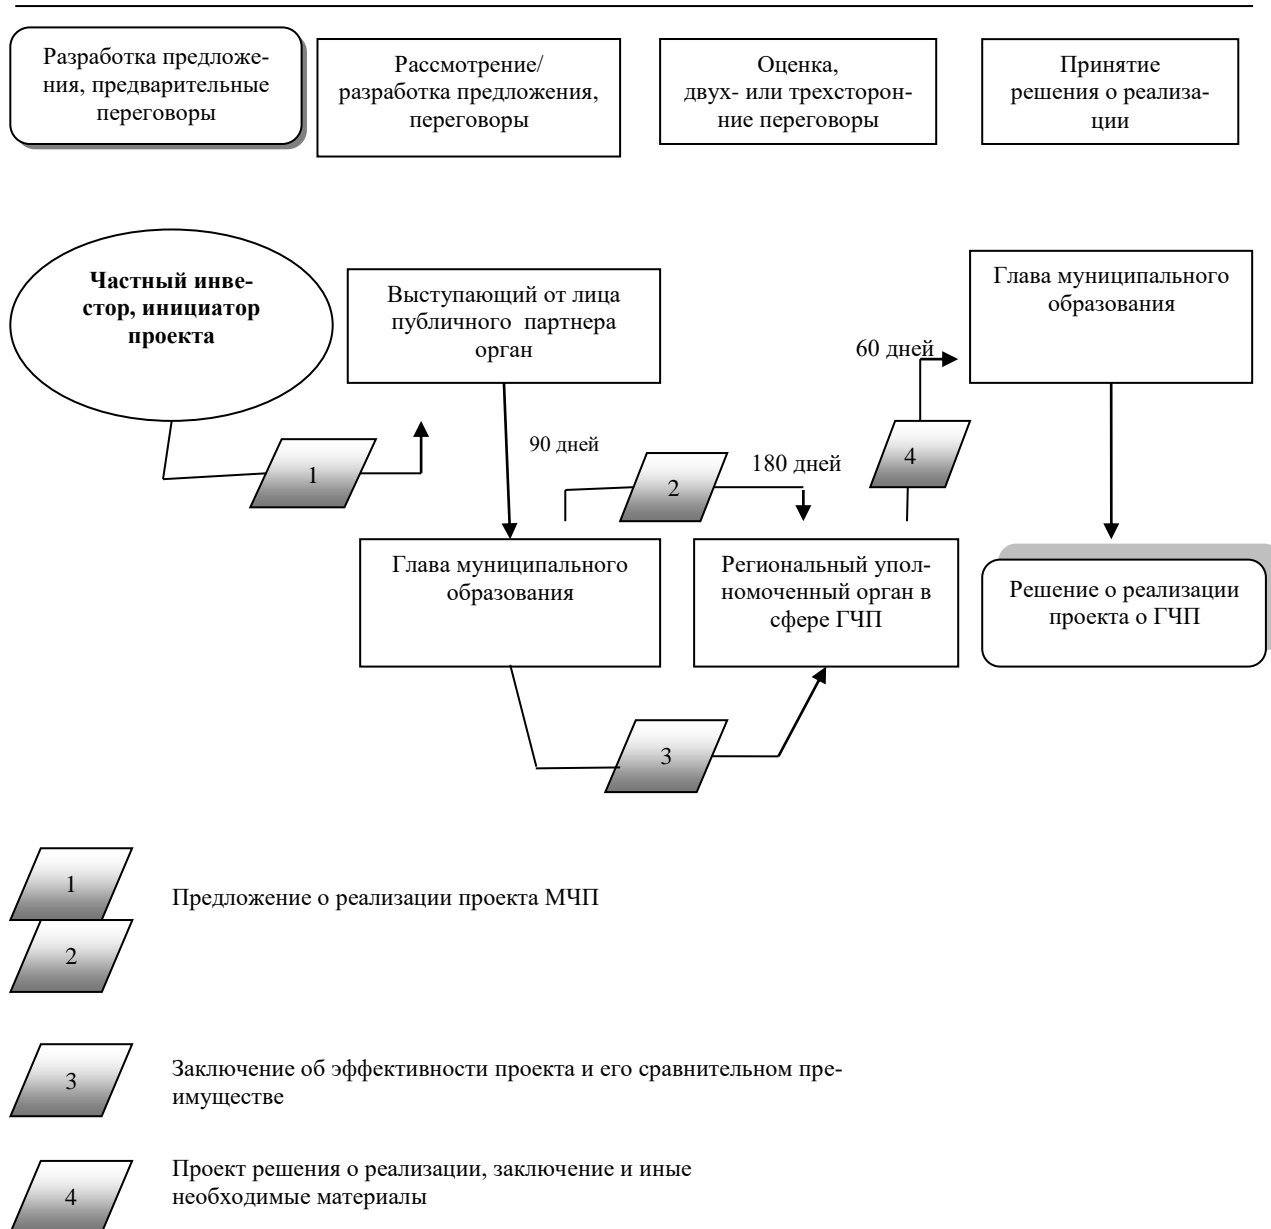 Разработка предложе-
ния, предварительные
переговоры
Рассмотрение/
разработка предложения,
переговоры
Оценка,
двух- или трехсторон-
ние переговоры
Принятие
решения о реализа-
ции
Частный инве-
стор, инициатор
проекта
Выступающий от лица
публичного партнера
орган
Глава муниципального
образования
60 дней
90 дней
180 дней
1
2
4
Глава муниципального
образования
Региональный упол-
номоченный орган в
сфере ГЧП
Решение о реализации
проекта о ГЧП
3
1
Предложение о реализации проекта МЧП
2
3
Заключение об эффективности проекта и его сравнительном пре-
имуществе
4
Проект решения о реализации, заключение и иные
необходимые материалы